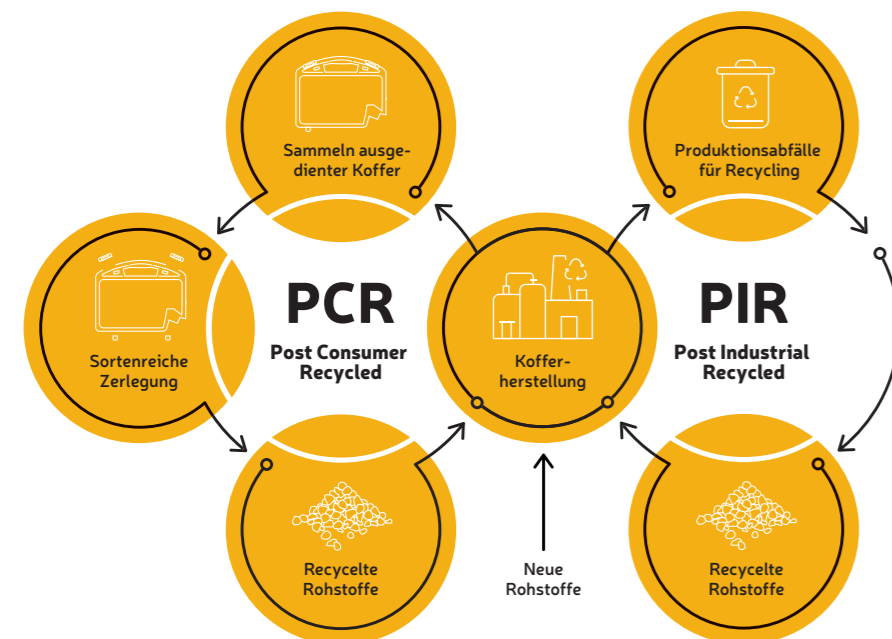 Sammeln ausge-
dienter Koffer
Produktionsabfälle
für Recycling
PCR
Post Consumer
Recycled
PIR
Post Industrial
Recycled
Sortenreiche
Zerlegung
Koffer-
herstellung
Recycelte
Rohstoffe
Neue
Rohstoffe
Recycelte
Rohstoffe